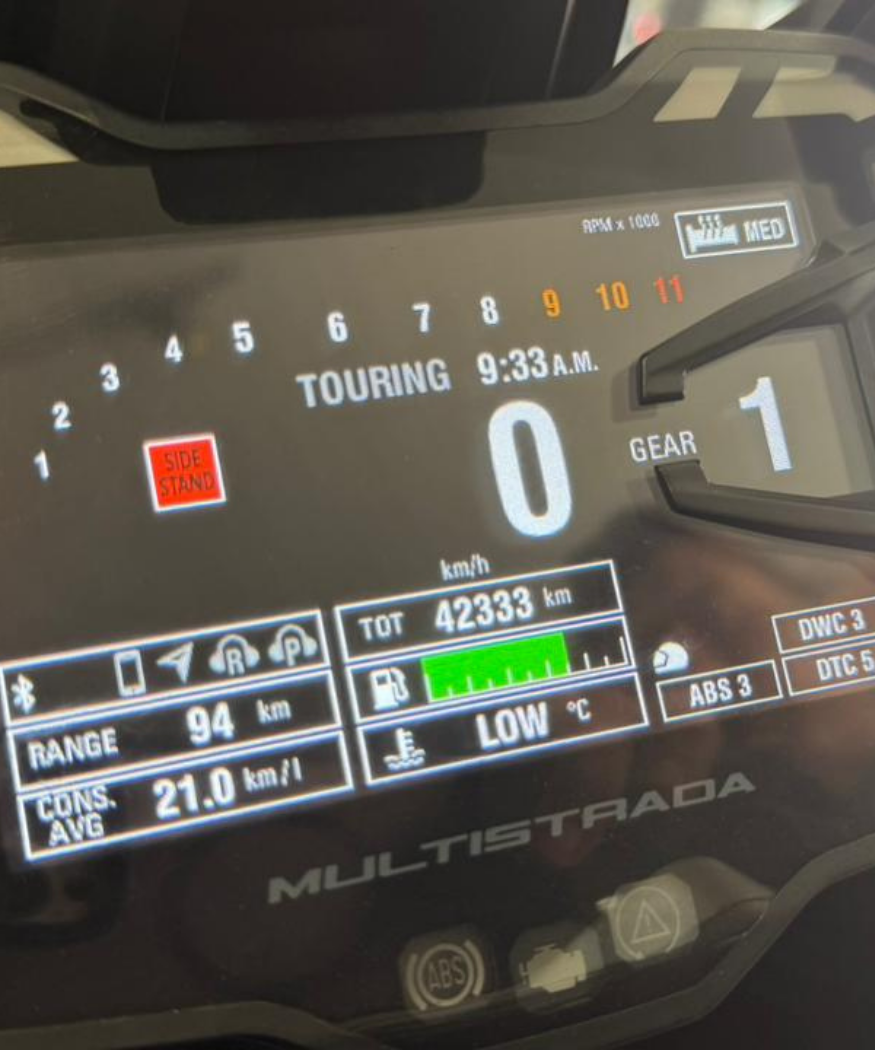 RPM x 1000
MED
1 2 3 4 5 6 7 8 9 10 11
TOURING 9:33 A.M.
SIDE
STAND
0
km/h
GEAR 1
R P
RANGE 94 km
CONS.
AVG 21.0 km/l
TOT 42333 km
LOW °C
ABS 3
DWC 3
DTC 5
MULTISTRADA
ABS